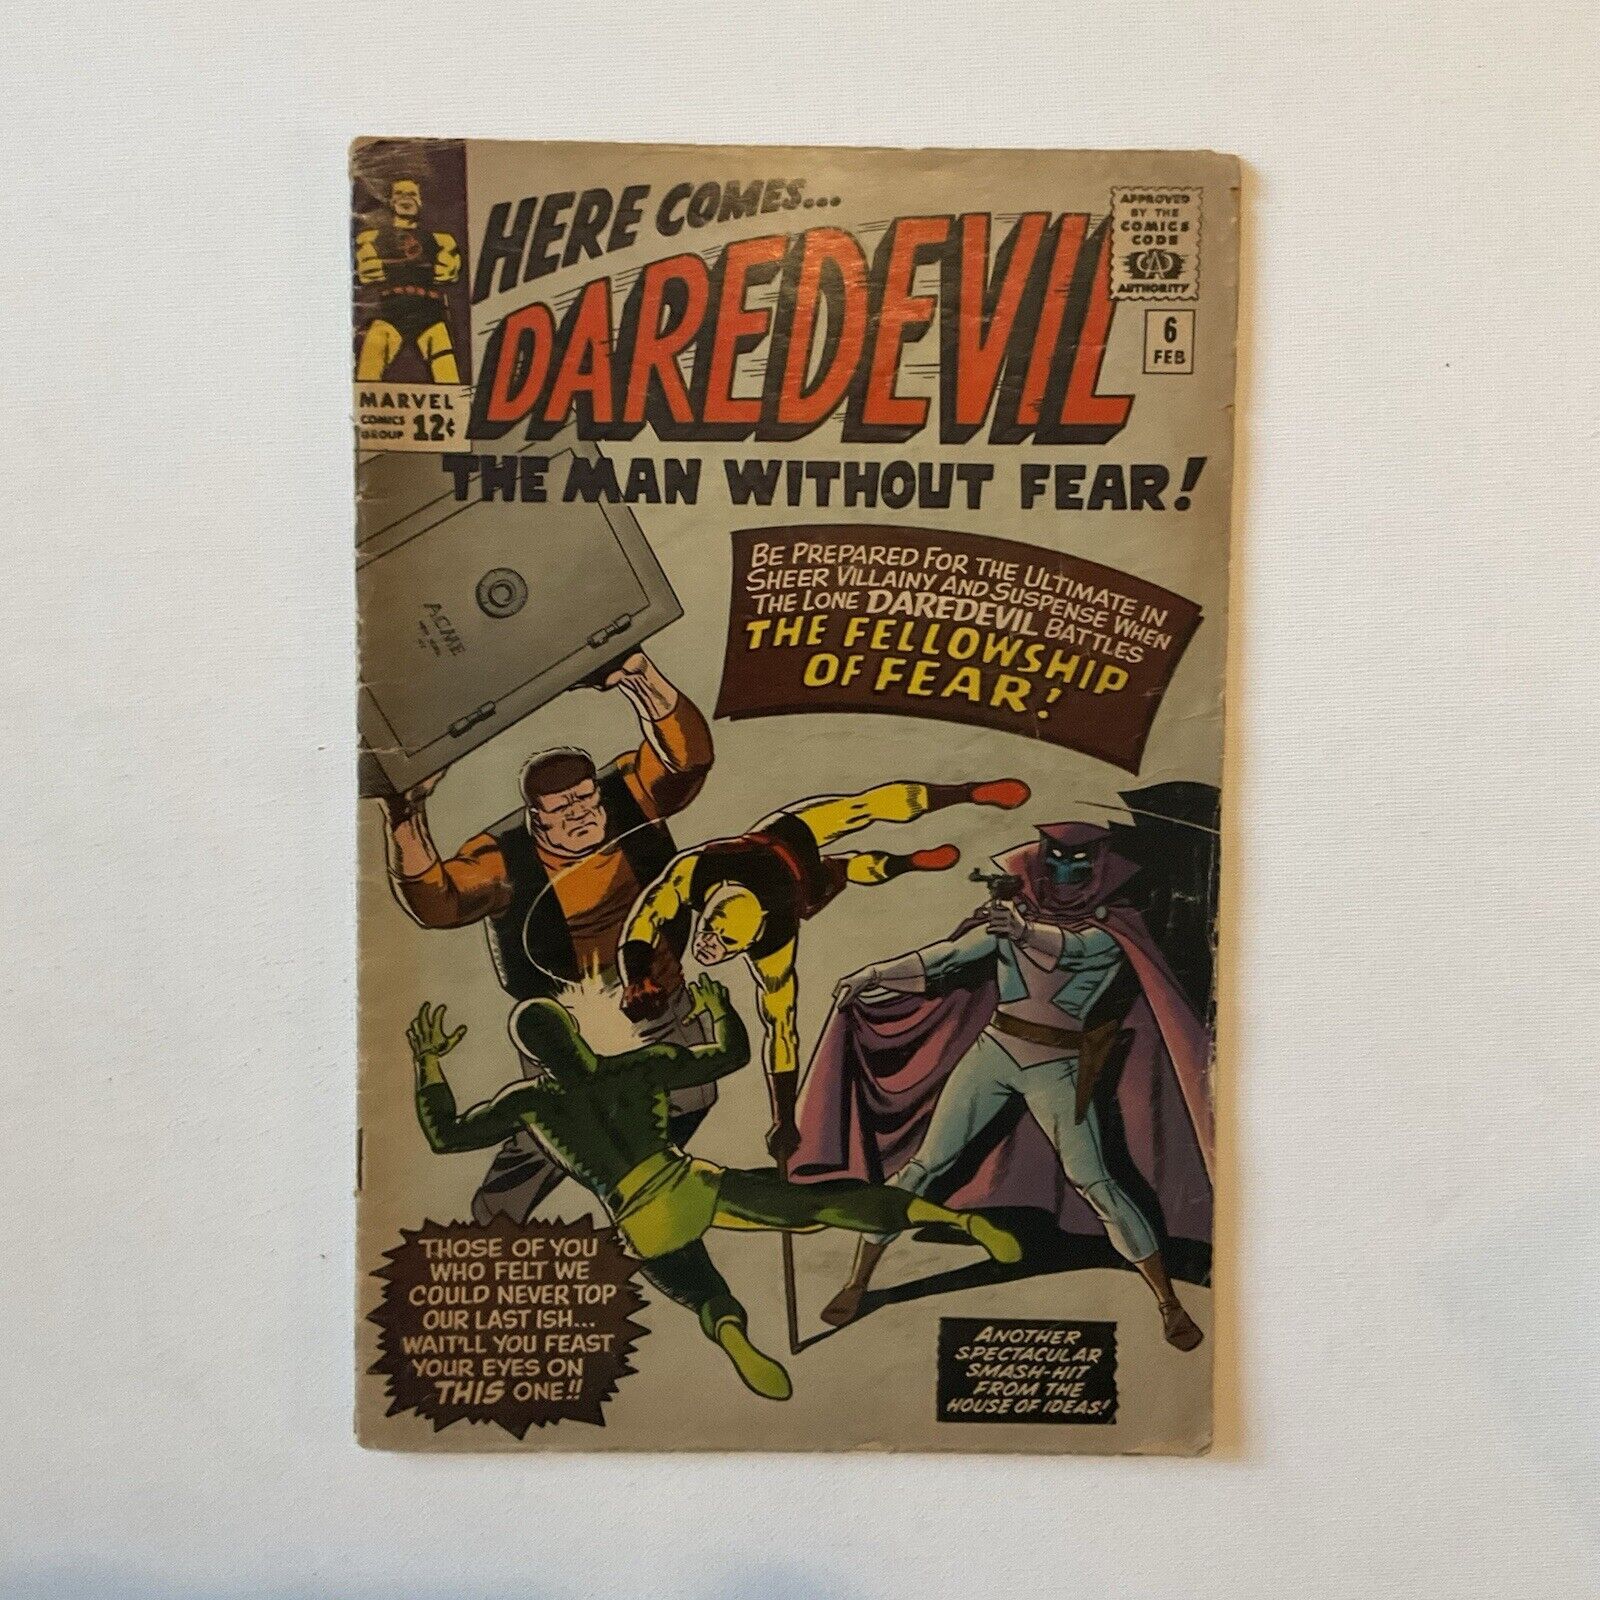 HERE COMES...
DAREDEVIL
THE MAN WITHOUT FEAR!
MARVEL
COMICS
GROUP 12¢
APPROVED
BY THE
COMICS
CODE
AUTHORITY
6
FEB
ACME
BE PREPARED FOR THE ULTIMATE IN
SHEER VILLAINY AND SUSPENSE WHEN
THE LONE DAREDEVIL BATTLES
THE FELLOWSHIP
OF FEAR!
THOSE OF YOU
WHO FELT WE
COULD NEVER TOP
OUR LAST ISH...
WAIT'LL YOU FEAST
YOUR EYES ON
THIS ONE!!
ANOTHER
SPECTACULAR
SMASH-HIT
FROM THE
HOUSE OF IDEAS!